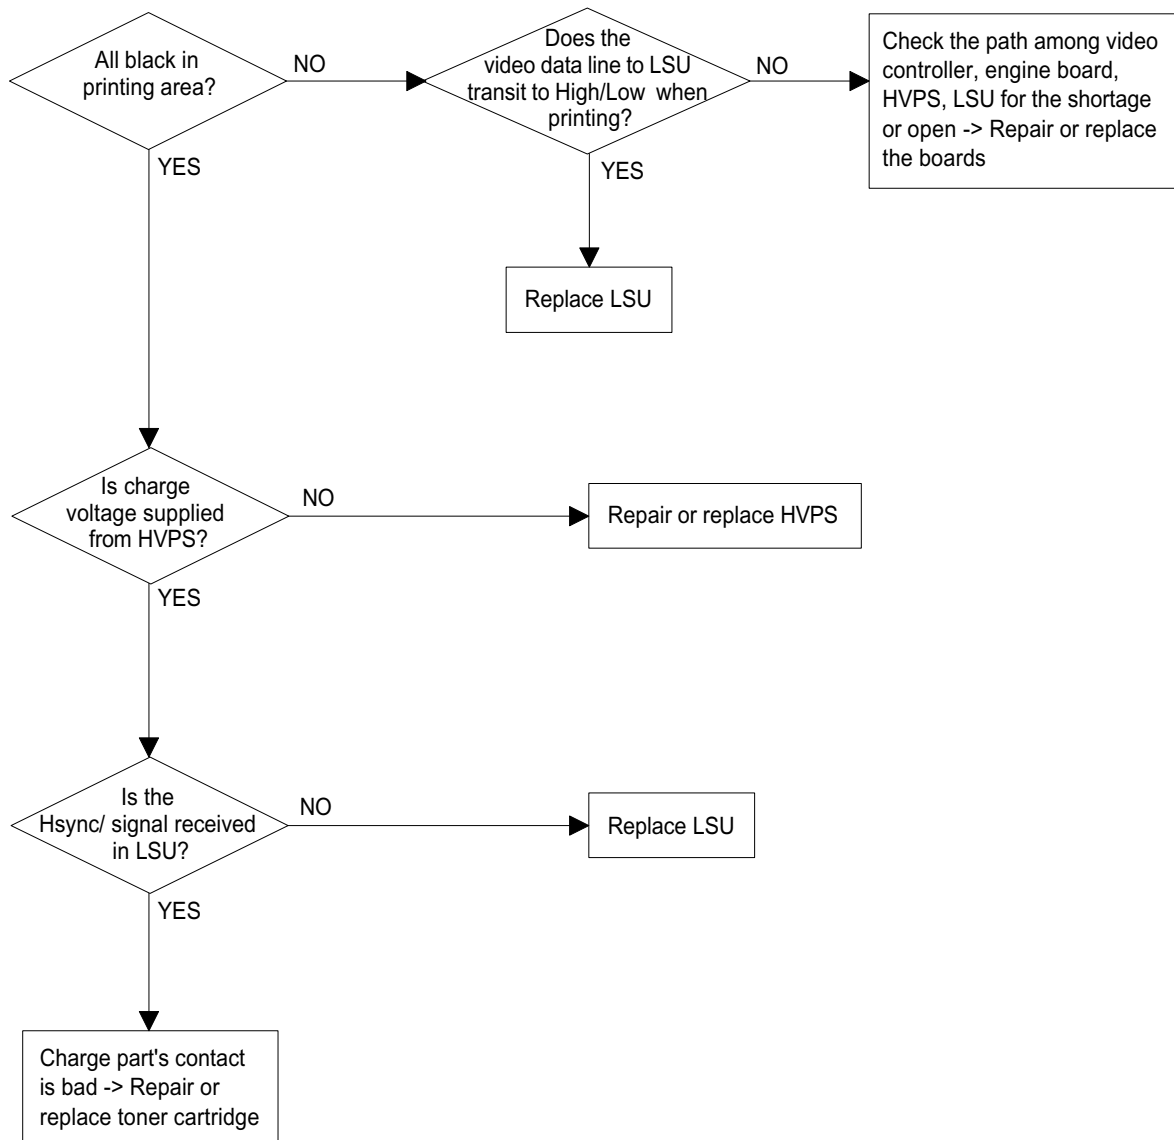 All black in
printing area?
NO
Does the
video data line to LSU
transit to High/Low when
printing?
NO
Check the path among video
controller, engine board,
HVPS, LSU for the shortage
or open -> Repair or replace
the boards
YES
YES
Replace LSU
Is charge
voltage supplied
from HVPS?
NO
Repair or replace HVPS
YES
Is the
Hsync/ signal received
in LSU?
NO
Replace LSU
YES
Charge part's contact
is bad -> Repair or
replace toner cartridge